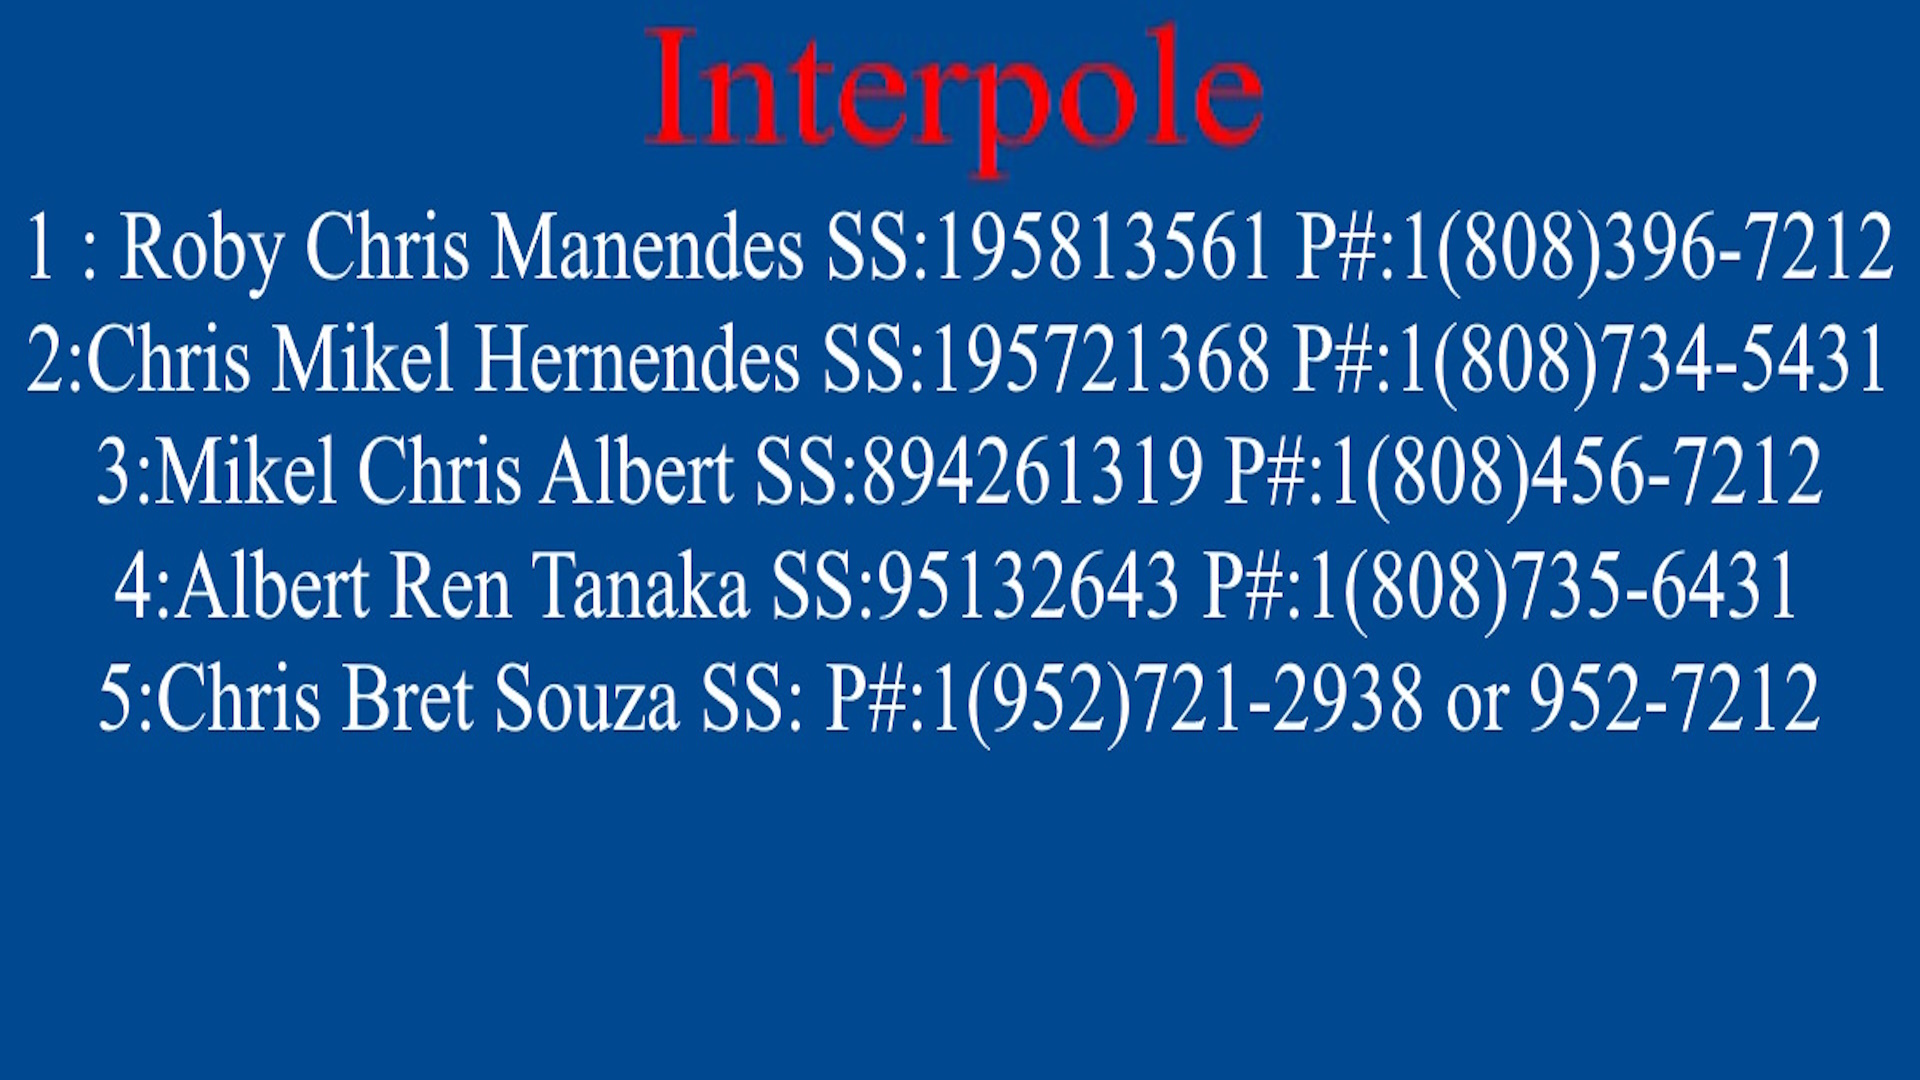 Interpole
1 : Roby Chris Manendes SS:195813561 P#:1(808)396-7212
2:Chris Mikel Hernendes SS:195721368 P#:1(808)734-5431
3:Mikel Chris Albert SS:894261319 P#:1(808)456-7212
4:Albert Ren Tanaka SS:95132643 P#:1(808)735-6431
5:Chris Bret Souza SS: P#:1(952)721-2938 or 952-7212